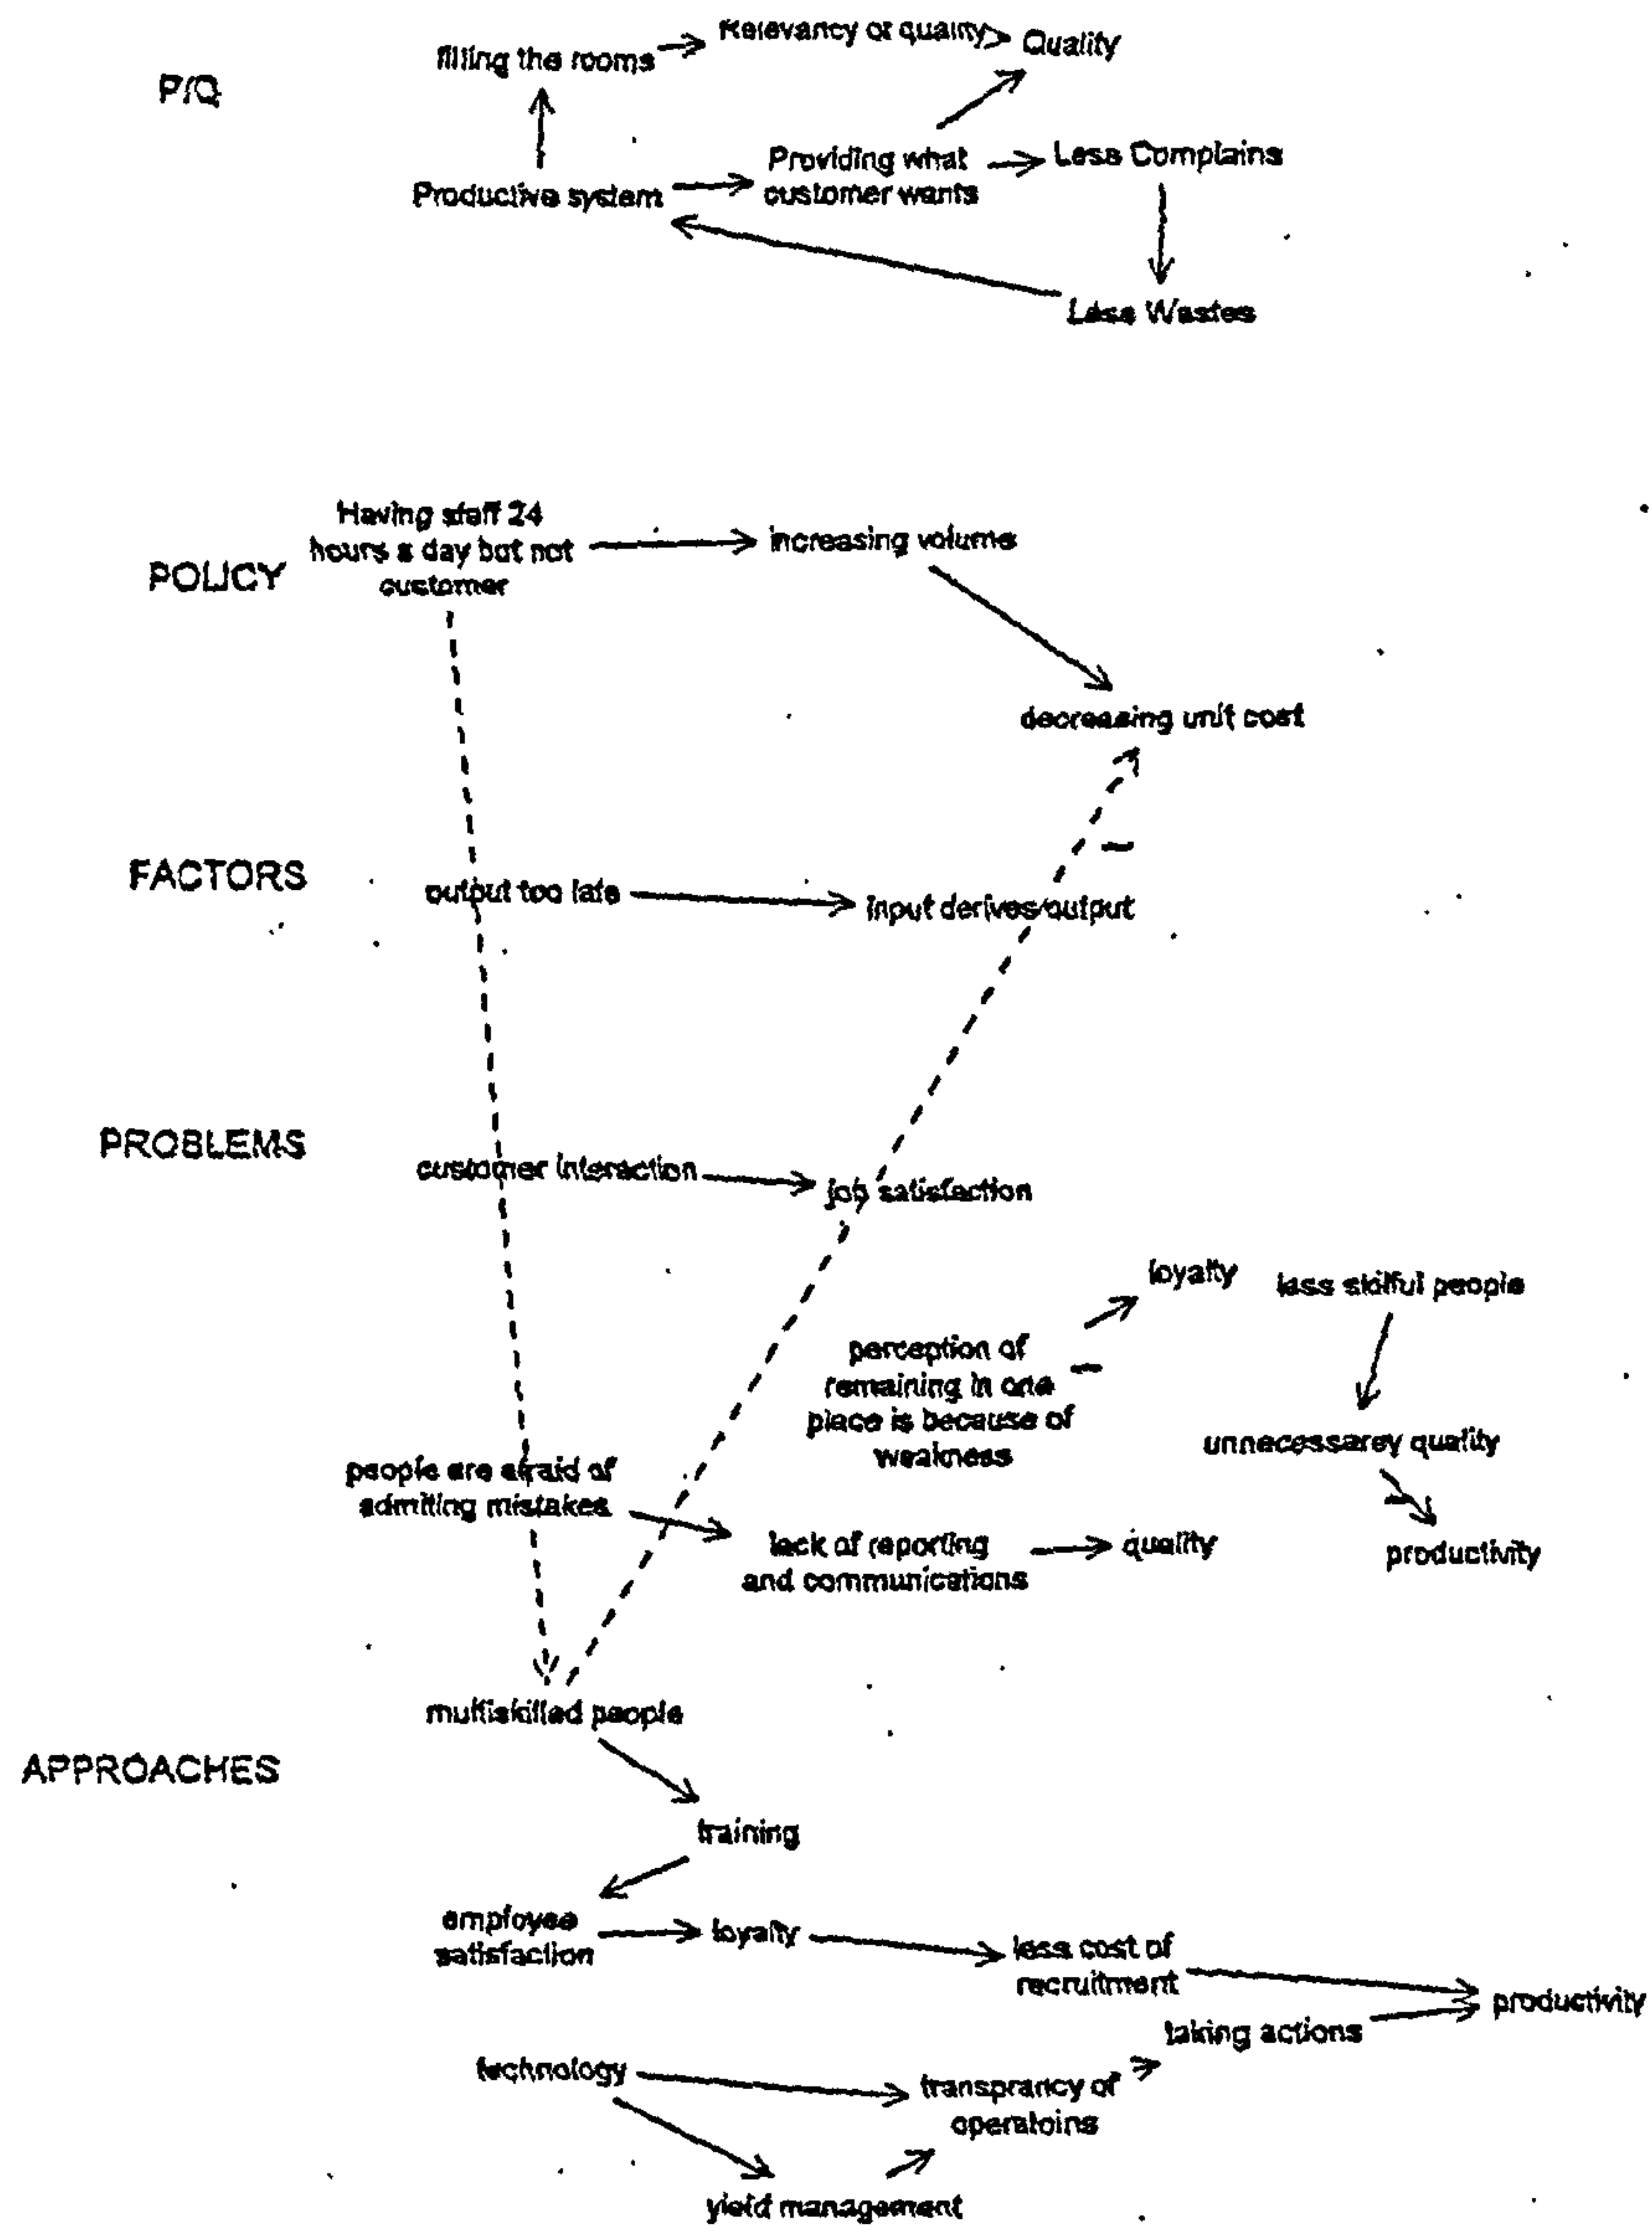 Relevancy or quality
filling the rooms
Quality
P/Q
Providing what
customer wants
Less Complains
Productive system
Less Wastes
Having staff 24
hours a day but not
customer
increasing volume
POLICY
decreasing unit cost
FACTORS
output too late
input derives output
PROBLEMS
customer interaction
job satisfaction
loyalty
less skilful people
perception of
remaining in one
place is because of
weakness
unnecessarey quality
people are afraid of
admiting mistakes
lack of reporting
and communications
quality
productivity
multiskilled people
APPROACHES
training
employee
satisfaction
loyalty
less cost of
recruitment
productivity
taking actions
technology
transprancy of
operatoins
yield management